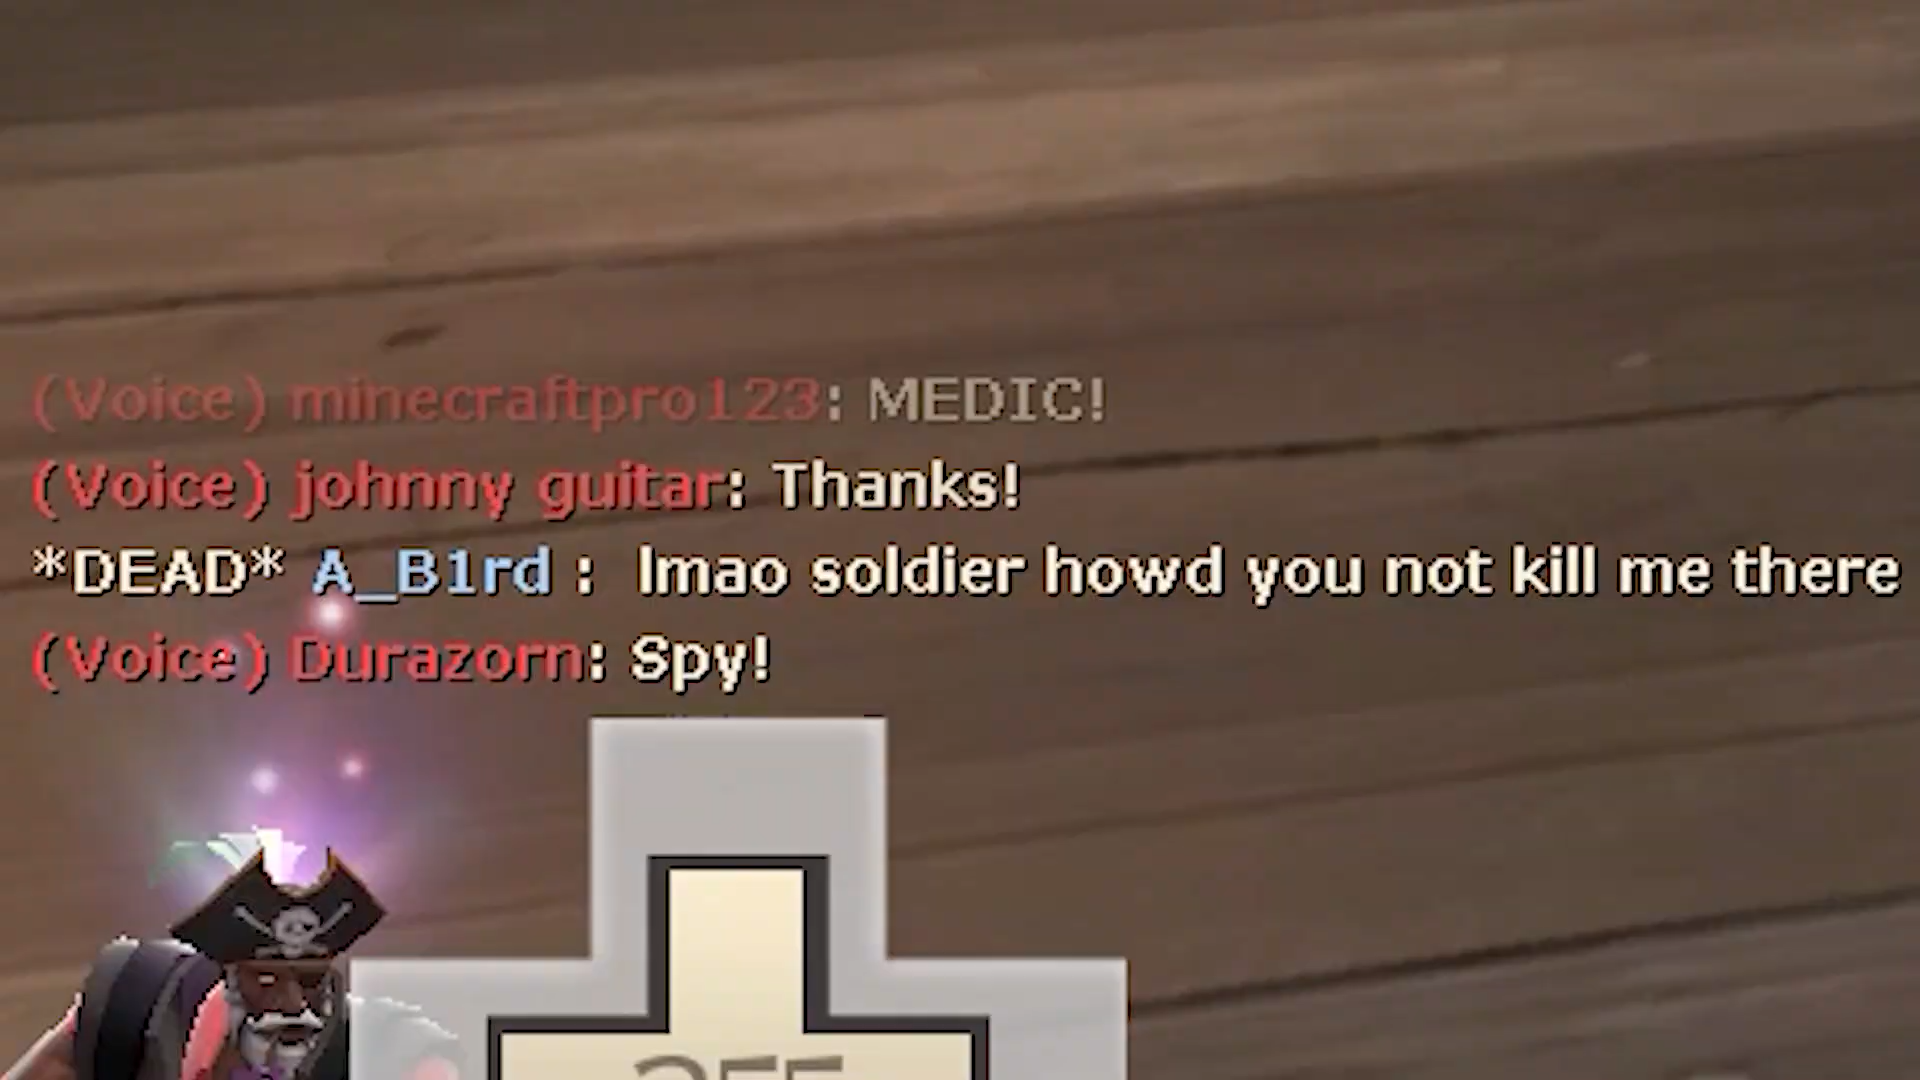 (Voice) minecraftpro123: MEDIC!
(Voice) johnny guitar: Thanks!
*DEAD* A_B1rd :  lmao soldier howd you not kill me there
(Voice) Durazorn: Spy!